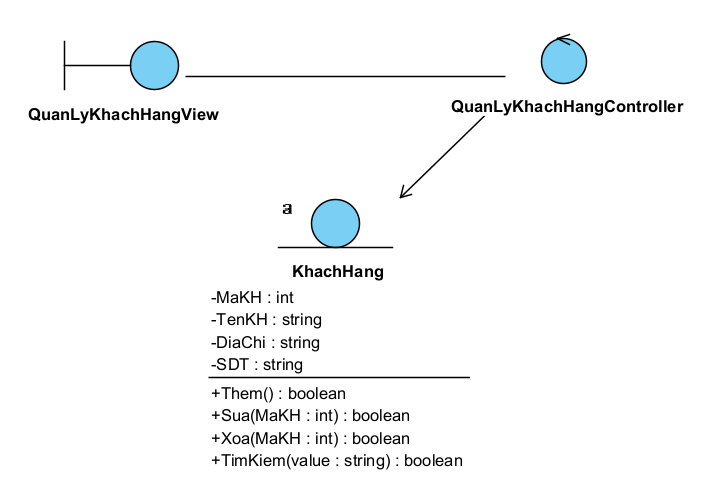 QuanLyKhachHangView
QuanLyKhachHangController
a
KhachHang
-MaKH : int
-TenKH : string
-DiaChi : string
-SDT : string
+Them() : boolean
+Sua(MaKH : int) : boolean
+Xoa(MaKH : int) : boolean
+TimKiem(value : string) : boolean